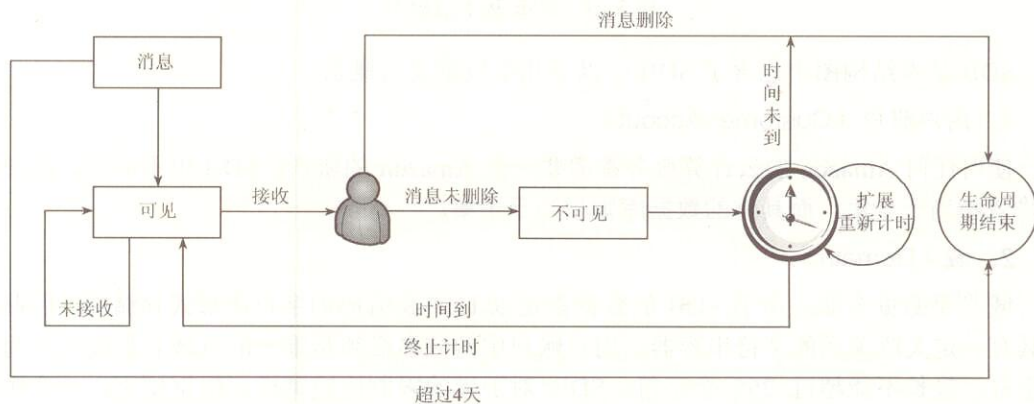 消息删除
消息
时
间
未
到
可见
接收
消息未删除
不可见
扩展
重新计时
生命周
期结束
未接收
时间到
终止计时
超过4天